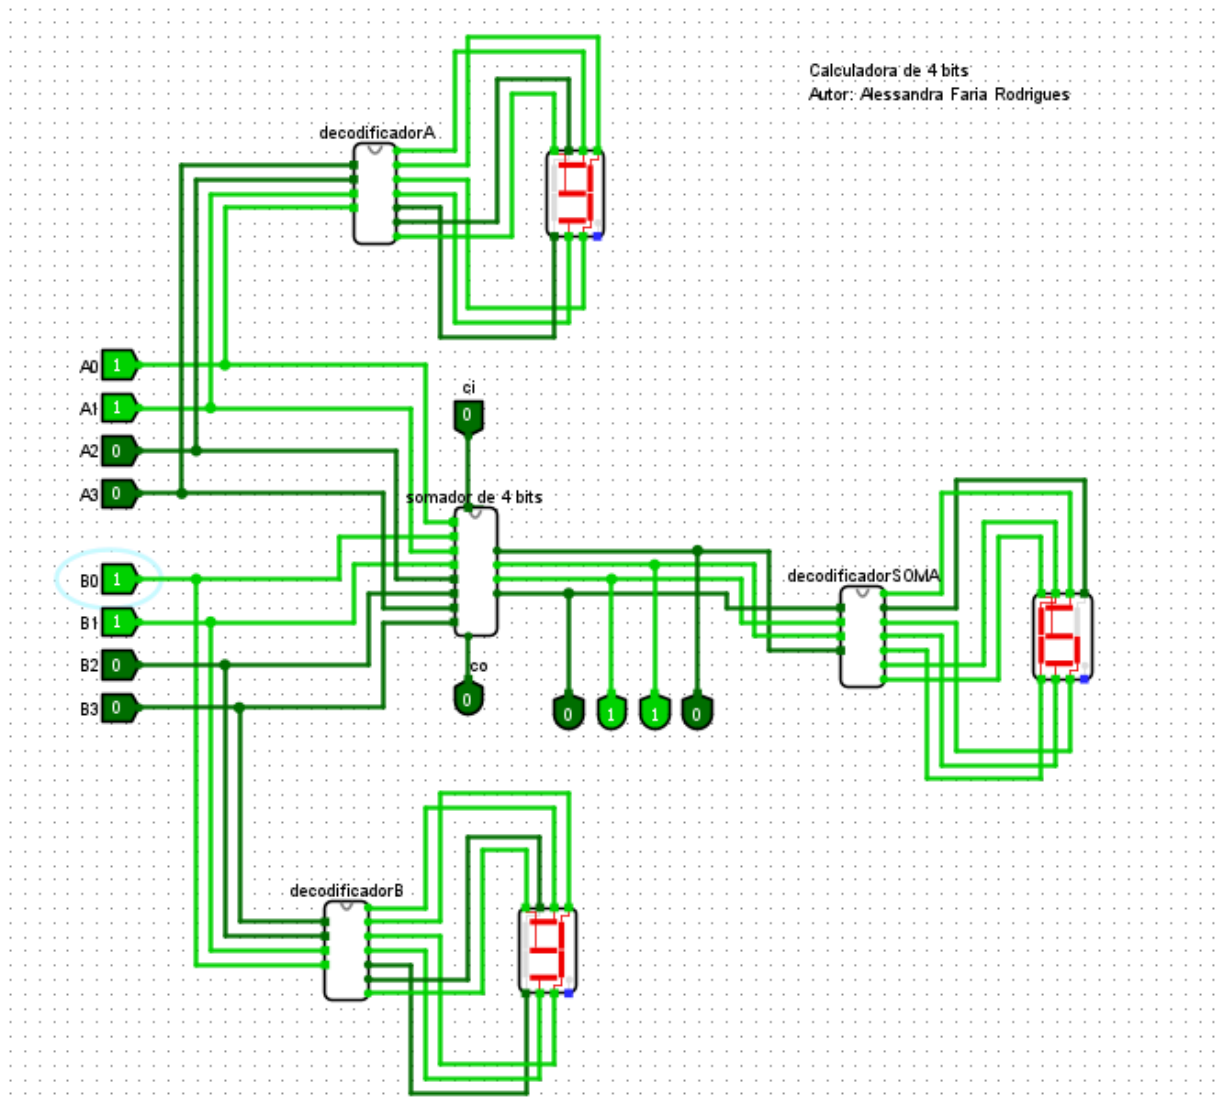 Calculadora de 4 bits
Autor: Alessandra Faria Rodrigues
decodificadorA
A0 1
A1 1
A2 0
A3 0
ci
0
somador de 4 bits
B0 1
B1 1
B2 0
B3 0
co
0
0 1 1 0
decodificadorSOMA
decodificadorB